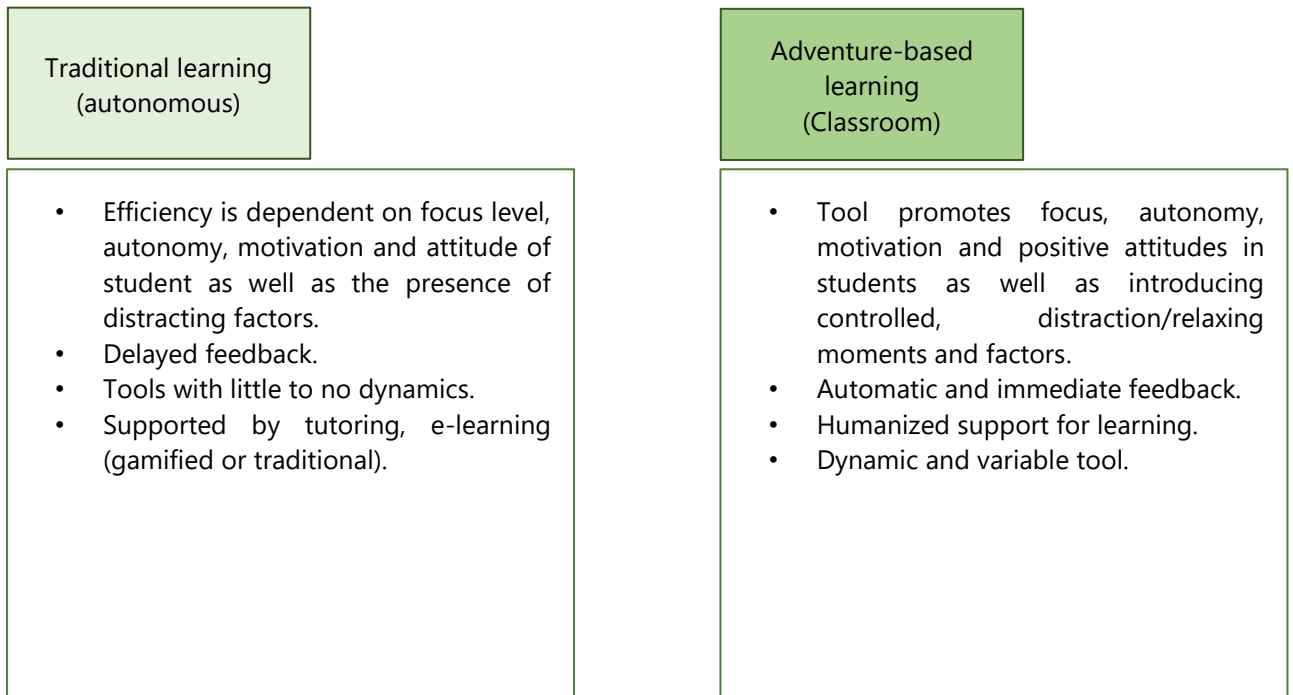 Traditional learning
(autonomous)
• Efficiency is dependent on focus level,
autonomy, motivation and attitude of
student as well as the presence of
distracting factors.
• Delayed feedback.
• Tools with little to no dynamics.
• Supported by tutoring, e-learning
(gamified or traditional).
Adventure-based
learning
(Classroom)
• Tool promotes focus, autonomy,
motivation and positive attitudes in
students as well as introducing
controlled, distraction/relaxing
moments and factors.
• Automatic and immediate feedback.
• Humanized support for learning.
• Dynamic and variable tool.